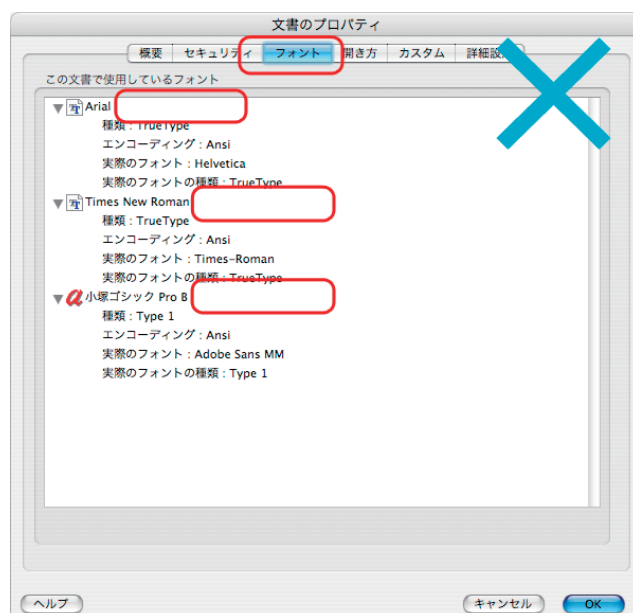 文書のプロパティ
概要 セキュリティ フォント 開き方 カスタム 詳細設定
この文書で使用しているフォント
Arial
種類 : TrueType
エンコーディング : Ansi
実際のフォント : Helvetica
実際のフォントの種類 : TrueType
Times New Roman
種類 : TrueType
エンコーディング : Ansi
実際のフォント : Times-Roman
実際のフォントの種類 : TrueType
小塚ゴシック Pro B
種類 : Type 1
エンコーディング : Ansi
実際のフォント : Adobe Sans MM
実際のフォントの種類 : Type 1
ヘルプ キャンセル OK